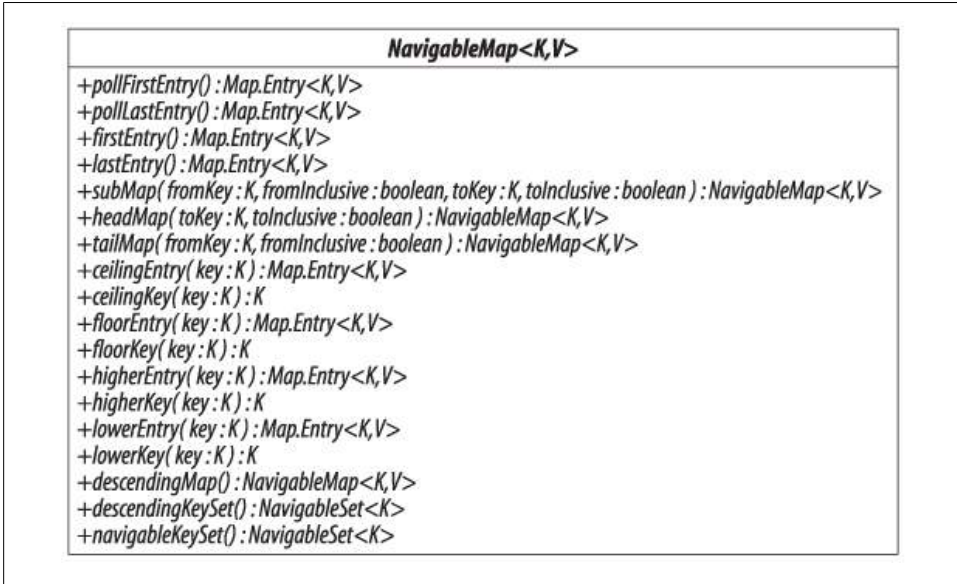 NavigableMap<K,V>
+pollFirstEntry() : Map.Entry<K,V>
+pollLastEntry() : Map.Entry<K,V>
+firstEntry() : Map.Entry<K,V>
+lastEntry() : Map.Entry<K,V>
+subMap( fromKey : K, fromInclusive : boolean, toKey : K, toInclusive : boolean ) : NavigableMap<K,V>
+headMap( toKey : K, toInclusive : boolean ) : NavigableMap<K,V>
+tailMap( fromKey : K, fromInclusive : boolean ) : NavigableMap<K,V>
+ceilingEntry( key : K ) : Map.Entry<K,V>
+ceilingKey( key : K ) : K
+floorEntry( key : K ) : Map.Entry<K,V>
+floorKey( key : K ) : K
+higherEntry( key : K ) : Map.Entry<K,V>
+higherKey( key : K ) : K
+lowerEntry( key : K ) : Map.Entry<K,V>
+lowerKey( key : K ) : K
+descendingMap() : NavigableMap<K,V>
+descendingKeySet() : NavigableSet<K>
+navigableKeySet() : NavigableSet<K>